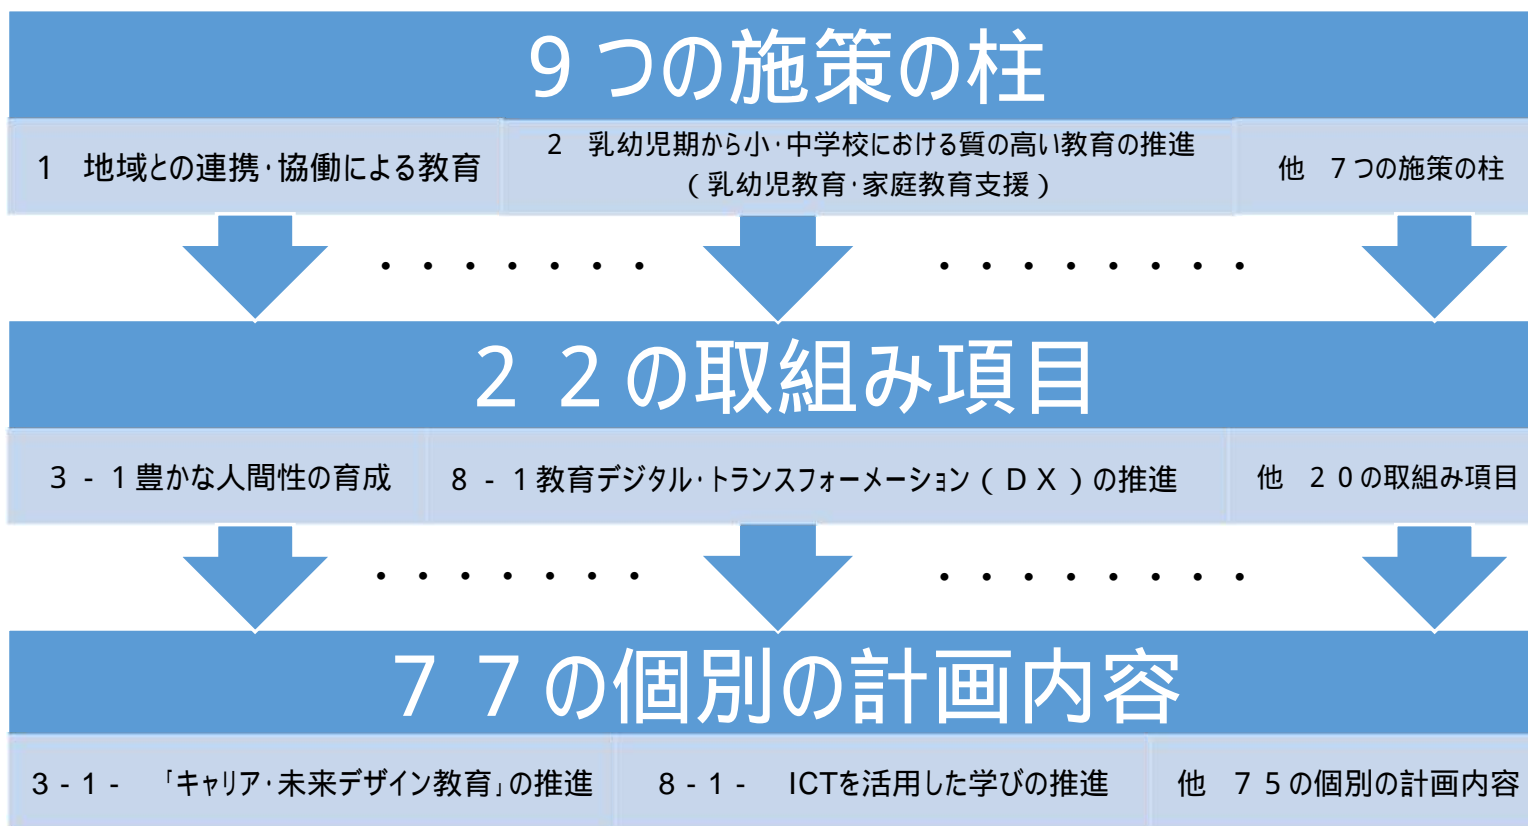 9つの施策の柱
1 地域との連携・協働による教育
2 乳幼児期から小・中学校における質の高い教育の推進
（乳幼児教育・家庭教育支援）
他 7つの施策の柱
・・・・・・・ ・・・・・・・・
22の取組み項目
3-1豊かな人間性の育成
8-1教育デジタル・トランスフォーメーション（DX）の推進
他 20の取組み項目
・・・・・・・ ・・・・・・・・
77の個別の計画内容
3-1- 「キャリア・未来デザイン教育」の推進
8-1- ICTを活用した学びの推進
他 75の個別の計画内容